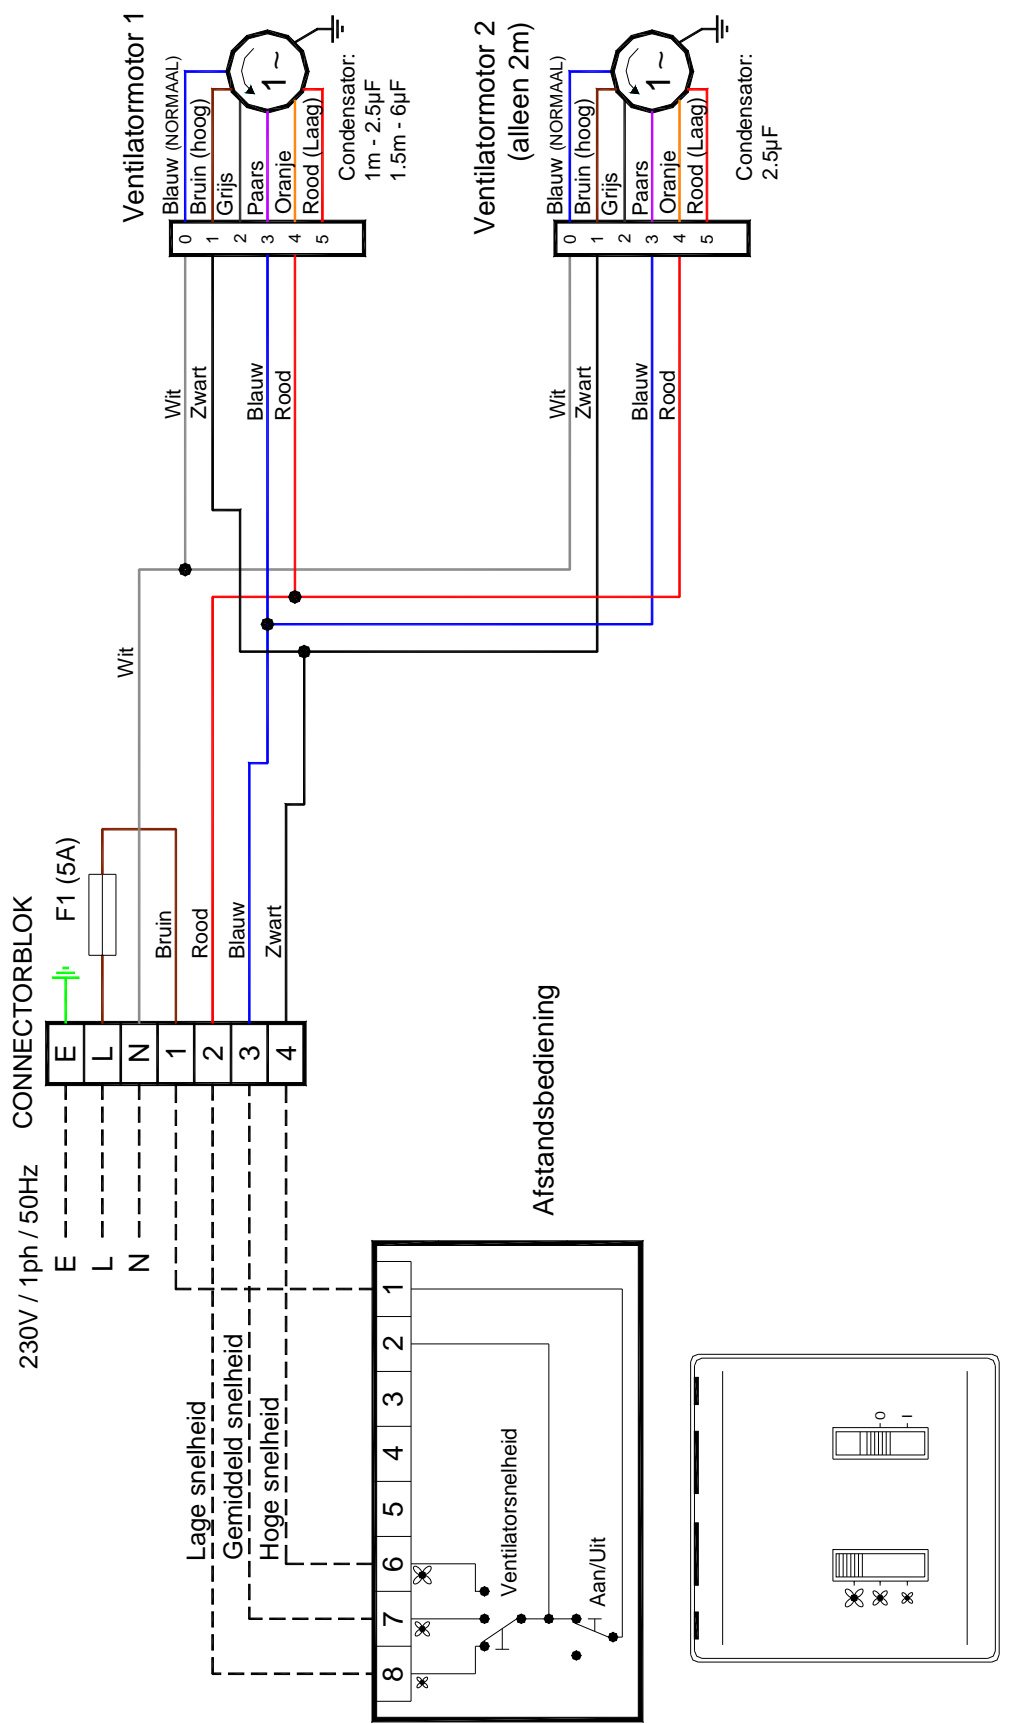 230V / 1ph / 50Hz
CONNECTORBLOK
E
L
N
E
L
N
1
2
3
4
F1 (5A)
Bruin
Rood
Blauw
Zwart
Wit
Wit
Zwart
Blauw
Rood
Ventilatormotor 1
0
1
2
3
4
5
Blauw (NORMAAL)
Bruin (hoog)
Grijs
Paars
Oranje
Rood (Laag)
1 ~
Condensator:
1m - 2.5µF
1.5m - 6µF
Wit
Zwart
Blauw
Rood
Ventilatormotor 2
(alleen 2m)
0
1
2
3
4
5
Blauw (NORMAAL)
Bruin (hoog)
Grijs
Paars
Oranje
Rood (Laag)
1 ~
Condensator:
2.5µF
Lage snelheid
Gemiddeld snelheid
Hoge snelheid
Afstandsbediening
8
7
6
5
4
3
2
1
Ventilatorsnelheid
Aan/Uit
O
I